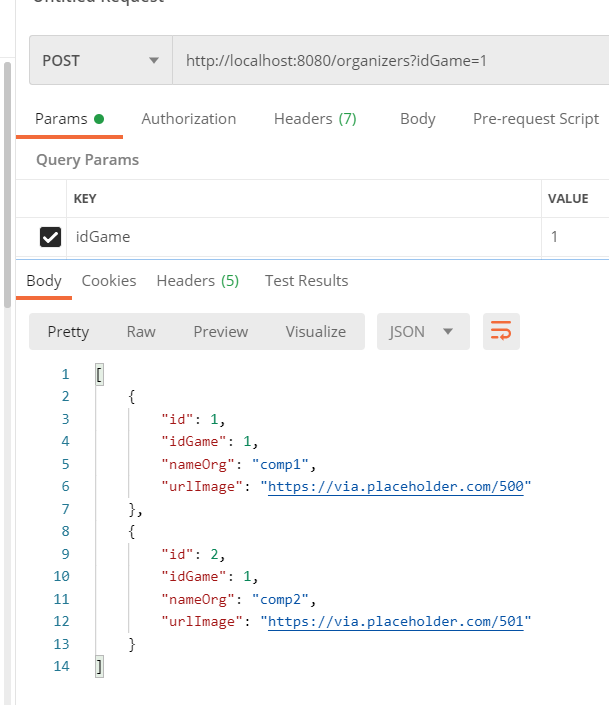 Untitled Request
POST http://localhost:8080/organizers?idGame=1
Params Authorization Headers (7) Body Pre-request Script
Query Params
KEY VALUE
idGame 1
Body Cookies Headers (5) Test Results
Pretty Raw Preview Visualize JSON
1 [
2 {
3 "id": 1,
4 "idGame": 1,
5 "nameOrg": "comp1",
6 "urlImage": "https://via.placeholder.com/500"
7 },
8 {
9 "id": 2,
10 "idGame": 1,
11 "nameOrg": "comp2",
12 "urlImage": "https://via.placeholder.com/501"
13 }
14 ]